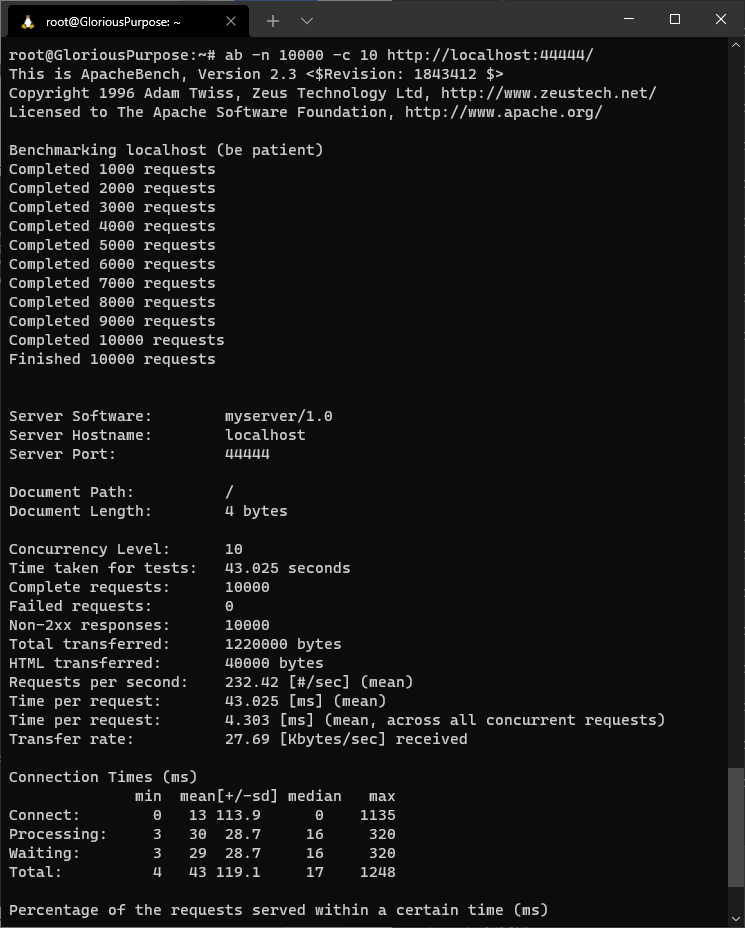 root@GloriousPurpose: ~
root@GloriousPurpose:~# ab -n 10000 -c 10 http://localhost:44444/
This is ApacheBench, Version 2.3 <$Revision: 1843412 $>
Copyright 1996 Adam Twiss, Zeus Technology Ltd, http://www.zeustech.net/
Licensed to The Apache Software Foundation, http://www.apache.org/

Benchmarking localhost (be patient)
Completed 1000 requests
Completed 2000 requests
Completed 3000 requests
Completed 4000 requests
Completed 5000 requests
Completed 6000 requests
Completed 7000 requests
Completed 8000 requests
Completed 9000 requests
Completed 10000 requests
Finished 10000 requests


Server Software:        myserver/1.0
Server Hostname:        localhost
Server Port:            44444

Document Path:          /
Document Length:        4 bytes

Concurrency Level:      10
Time taken for tests:   43.025 seconds
Complete requests:      10000
Failed requests:        0
Non-2xx responses:      10000
Total transferred:      1220000 bytes
HTML transferred:       40000 bytes
Requests per second:    232.42 [#/sec] (mean)
Time per request:       43.025 [ms] (mean)
Time per request:       4.303 [ms] (mean, across all concurrent requests)
Transfer rate:          27.69 [Kbytes/sec] received

Connection Times (ms)
              min  mean[+/-sd] median   max
Connect:        0   13 113.9      0    1135
Processing:     3   30  28.7     16     320
Waiting:        3   29  28.7     16     320
Total:          4   43 119.1     17    1248

Percentage of the requests served within a certain time (ms)